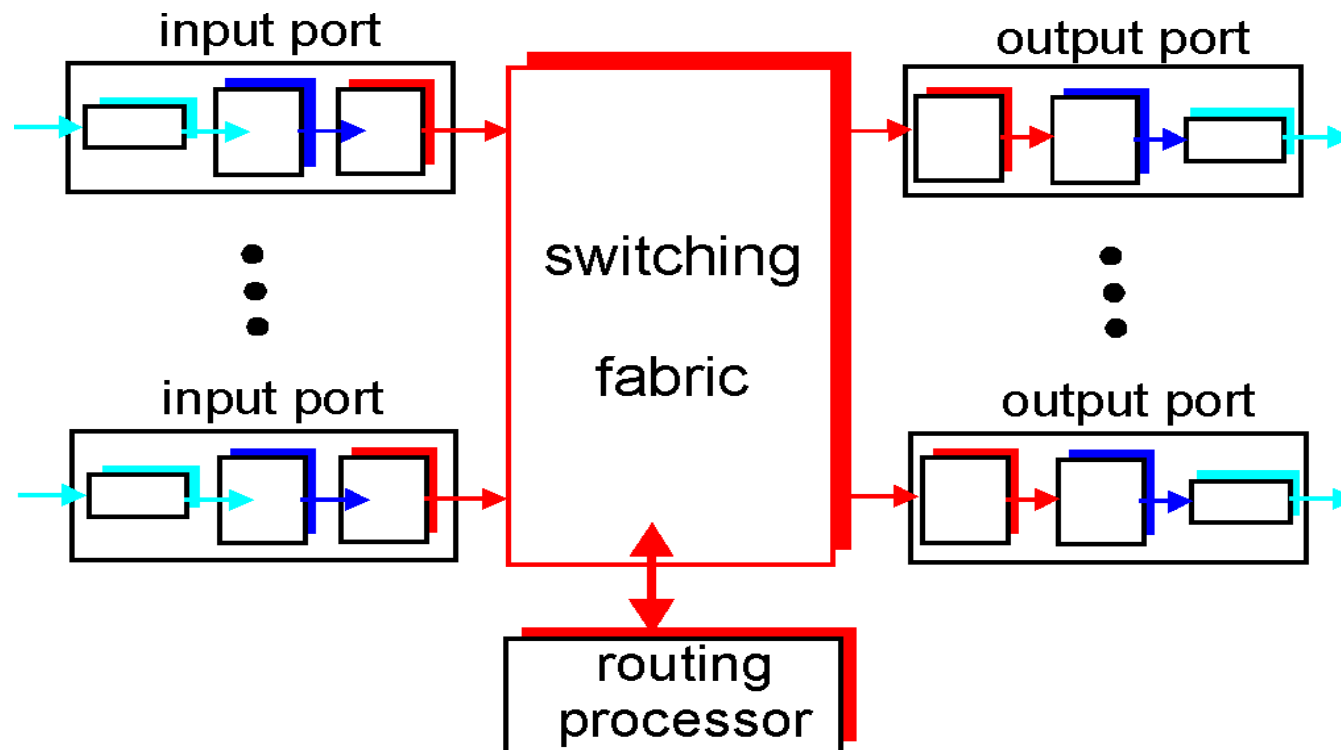 input port
output port
switching
fabric
input port
output port
routing
processor